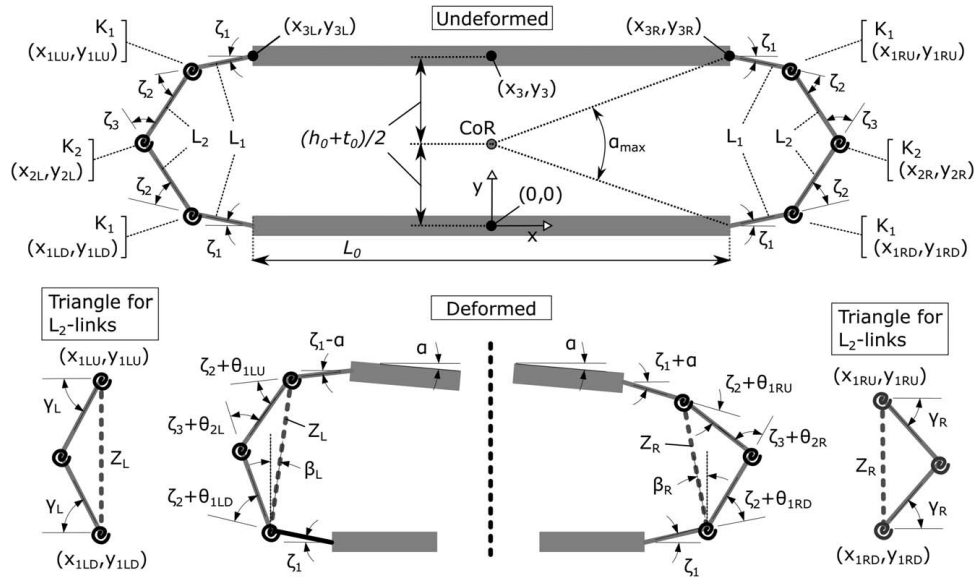 Undeformed
K₁
(x₁LU,y₁LU)
ζ₁
(x₃L,y₃L)
(x₃R,y₃R)
ζ₁
K₁
(x₁RU,y₁RU)
ζ₂
(x₃,y₃)
ζ₂
ζ₃
L₂
L₁
(h₀+t₀)/2
CoR
αmax
L₁
L₂
ζ₃
K₂
(x₂L,y₂L)
K₂
(x₂R,y₂R)
ζ₂
y
(0,0)
ζ₂
K₁
(x₁LD,y₁LD)
ζ₁
x
ζ₁
K₁
(x₁RD,y₁RD)
L₀
Triangle for
L₂-links
Deformed
Triangle for
L₂-links
(x₁LU,y₁LU)
ζ₁-α
α
α
ζ₁+α
(x₁RU,y₁RU)
ζ₂+θ₁LU
ζ₂+θ₁RU
γL
ζ₃+θ₂L
ZL
ZR
ζ₃+θ₂R
γR
ZL
βL
βR
ZR
γL
ζ₂+θ₁LD
ζ₂+θ₁RD
γR
(x₁LD,y₁LD)
ζ₁
ζ₁
(x₁RD,y₁RD)